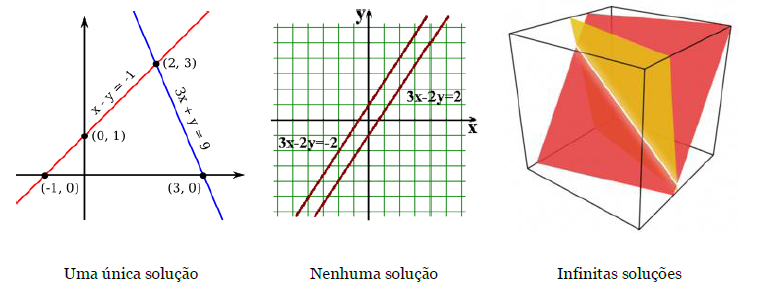 x - y = -1
(2, 3)
3x + y = 9
(0, 1)
(-1, 0)
(3, 0)
Uma única solução
y
3x-2y=2
x
3x-2y=-2
Nenhuma solução
Infinitas soluções